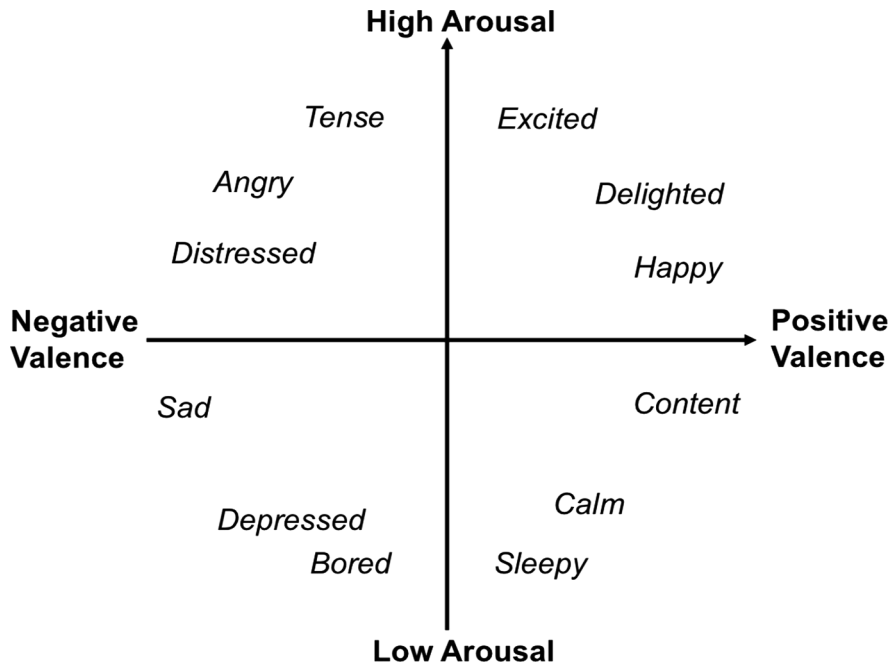 High Arousal
Tense
Excited
Angry
Delighted
Distressed
Happy
Negative
Valence
Positive
Valence
Sad
Content
Calm
Depressed
Bored
Sleepy
Low Arousal